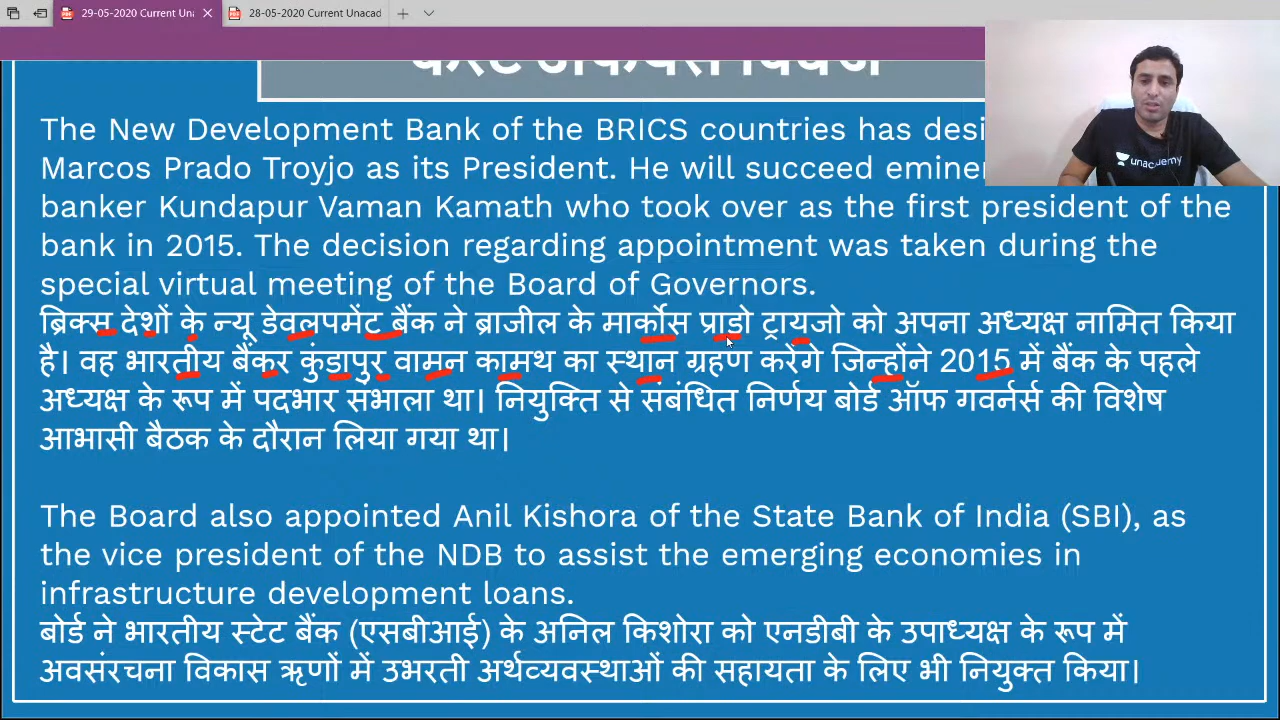 29-05-2020 Current Una
28-05-2020 Current Unacad
करेंट अफेयर्स विवज
The New Development Bank of the BRICS countries has desi
Marcos Prado Troyjo as its President. He will succeed eminen
banker Kundapur Vaman Kamath who took over as the first president of the
bank in 2015. The decision regarding appointment was taken during the
special virtual meeting of the Board of Governors.
ब्रिक्स देशों के न्यू डेवलपमेंट बैंक ने ब्राजील के मार्कोस प्राडो ट्रायजो को अपना अध्यक्ष नामित किया
है। वह भारतीय बैंकर कुंडापुर वामन कामथ का स्थान ग्रहण करेंगे जिन्होंने 2015 में बैंक के पहले
अध्यक्ष के रूप में पदभार संभाला था। नियुक्ति से संबंधित निर्णय बोर्ड ऑफ गवर्नर्स की विशेष
आभासी बैठक के दौरान लिया गया था।
The Board also appointed Anil Kishora of the State Bank of India (SBI), as
the vice president of the NDB to assist the emerging economies in
infrastructure development loans.
बोर्ड ने भारतीय स्टेट बैंक (एसबीआई) के अनिल किशोरा को एनडीबी के उपाध्यक्ष के रूप में
अवसंरचना विकास ऋणों में उभरती अर्थव्यवस्थाओं की सहायता के लिए भी नियुक्त किया।
unacademy